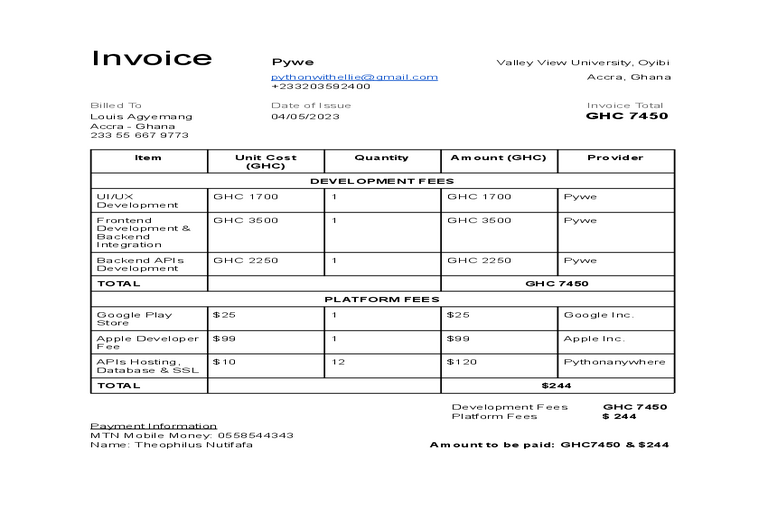 Invoice
Pywe
Valley View University, Oyibi
pythonwithellie@gmail.com
Accra, Ghana
+233203592400
Billed To
Date of Issue
Invoice Total
Louis Agyemang
04/05/2023
GHC 7450
Accra - Ghana
233 55 667 9773
Item
Unit Cost
(GHC)
Quantity
Amount (GHC)
Provider
DEVELOPMENT FEES
UI/UX
Development
GHC 1700
1
GHC 1700
Pywe
Frontend
Development &
Backend
Integration
GHC 3500
1
GHC 3500
Pywe
Backend APIs
Development
GHC 2250
1
GHC 2250
Pywe
TOTAL
GHC 7450
PLATFORM FEES
Google Play
Store
$25
1
$25
Google Inc.
Apple Developer
Fee
$99
1
$99
Apple Inc.
APIs Hosting,
Database & SSL
$10
12
$120
Pythonanywhere
TOTAL
$244
Development Fees
GHC 7450
Platform Fees
$ 244
Payment Information
MTN Mobile Money: 0558544343
Name: Theophilus Nutifafa
Amount to be paid: GHC7450 & $244